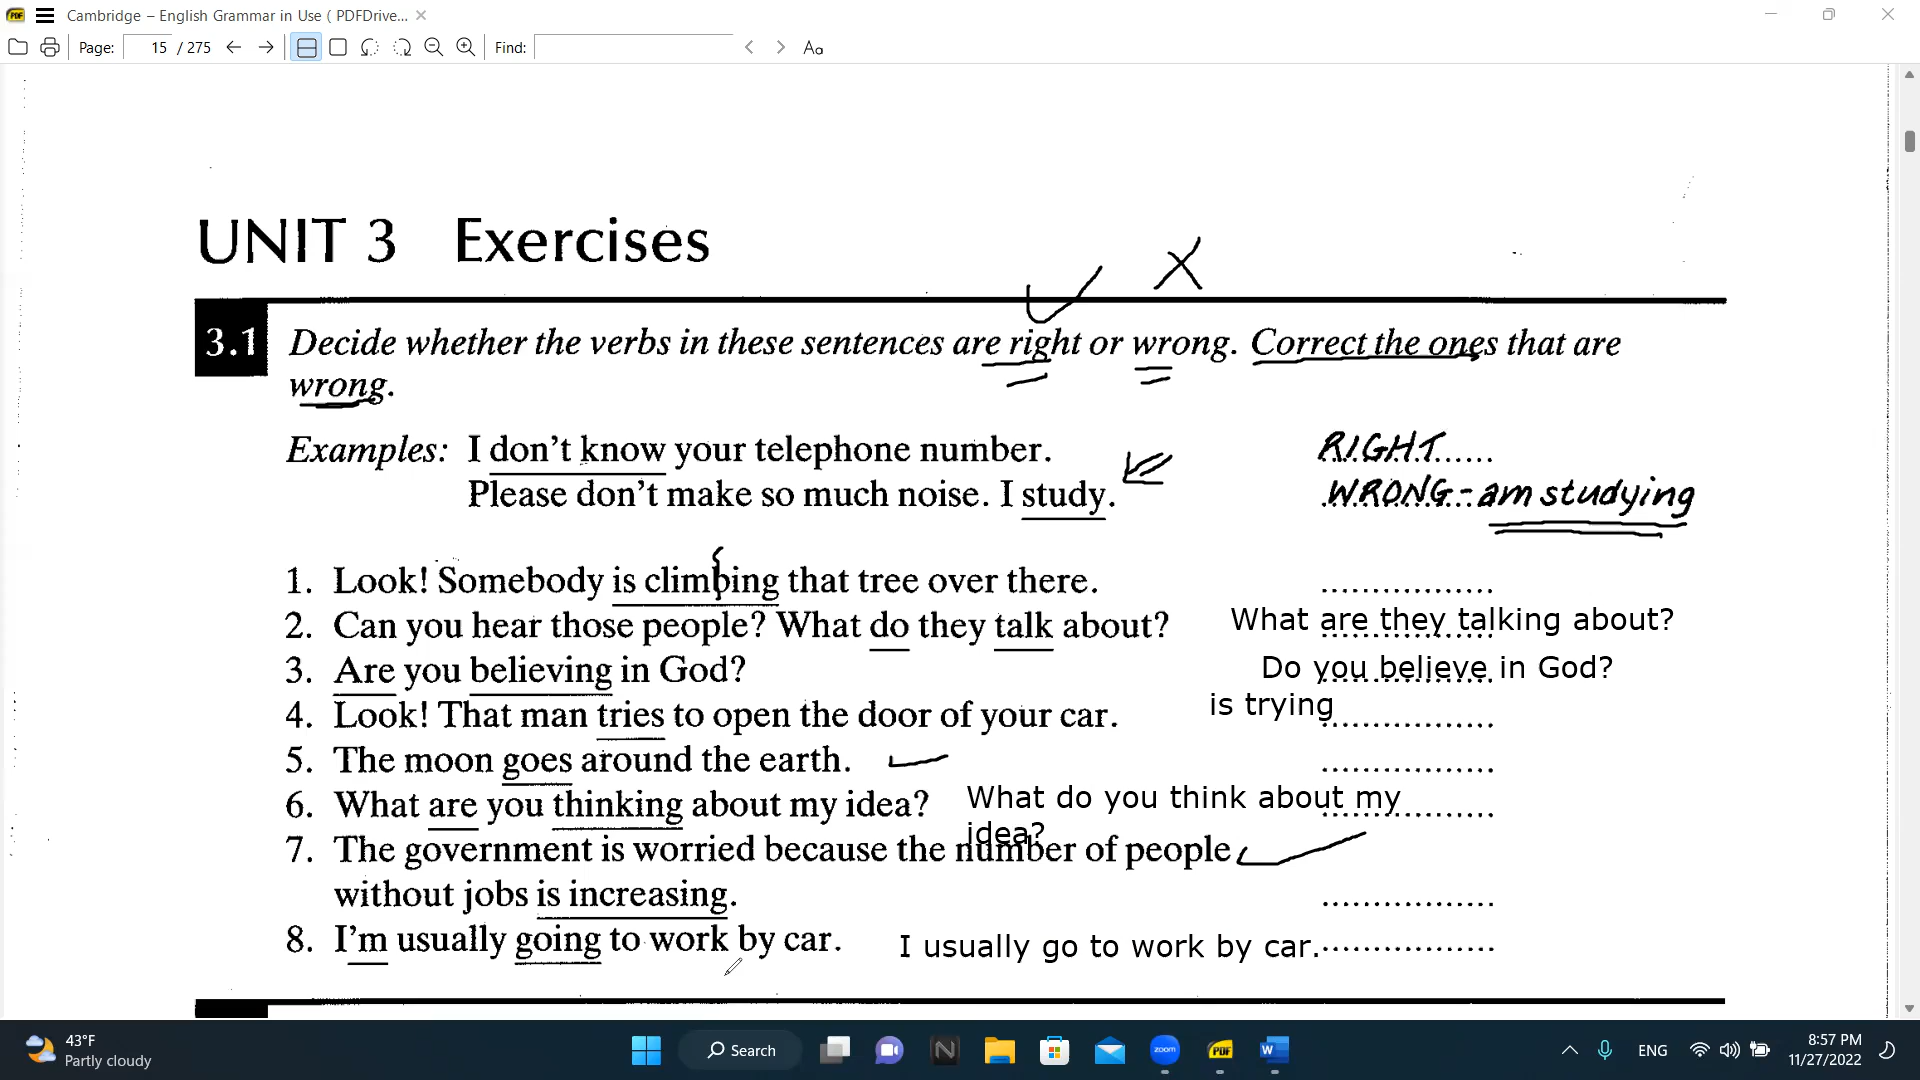 Cambridge – English Grammar in Use ( PDFDrive...
Page: 15 / 275 Find: Aa
UNIT 3 Exercises
3.1 Decide whether the verbs in these sentences are right or wrong. Correct the ones that are
wrong.
Examples: I don't know your telephone number. RIGHT......
Please don't make so much noise. I study. WRONG - am studying
1. Look! Somebody is climbing that tree over there. .................
2. Can you hear those people? What do they talk about? What are they talking about?
3. Are you believing in God? Do you believe in God?
4. Look! That man tries to open the door of your car. is trying .................
5. The moon goes around the earth. .................
6. What are you thinking about my idea? What do you think about my
idea?
7. The government is worried because the number of people
without jobs is increasing. .................
8. I'm usually going to work by car. I usually go to work by car. .................
43°F
Partly cloudy
Search
zoom
PDF
W
ENG
8:57 PM
11/27/2022